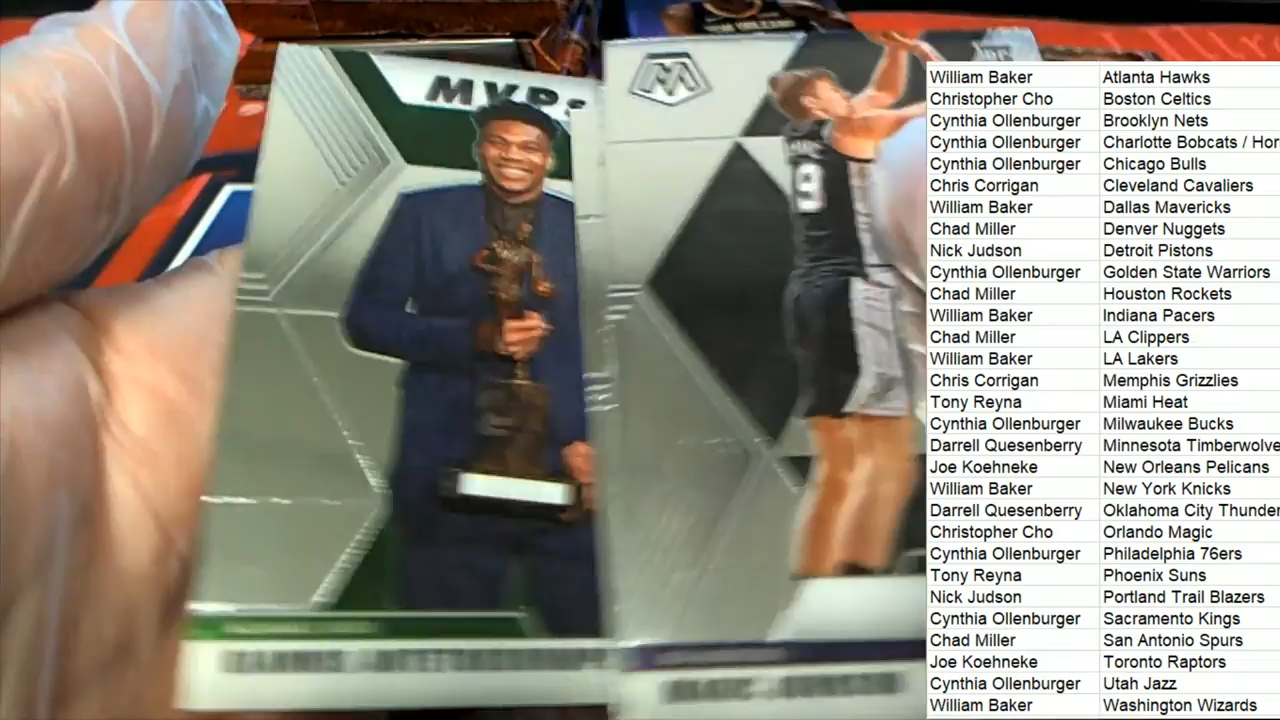 MVPs
9
GIANNIS ANTETOKOUNMPO
William Baker Atlanta Hawks
Christopher Cho Boston Celtics
Cynthia Ollenburger Brooklyn Nets
Cynthia Ollenburger Charlotte Bobcats / Hor
Cynthia Ollenburger Chicago Bulls
Chris Corrigan Cleveland Cavaliers
William Baker Dallas Mavericks
Chad Miller Denver Nuggets
Nick Judson Detroit Pistons
Cynthia Ollenburger Golden State Warriors
Chad Miller Houston Rockets
William Baker Indiana Pacers
Chad Miller LA Clippers
William Baker LA Lakers
Chris Corrigan Memphis Grizzlies
Tony Reyna Miami Heat
Cynthia Ollenburger Milwaukee Bucks
Darrell Quesenberry Minnesota Timberwolve
Joe Koehneke New Orleans Pelicans
William Baker New York Knicks
Darrell Quesenberry Oklahoma City Thunder
Christopher Cho Orlando Magic
Cynthia Ollenburger Philadelphia 76ers
Tony Reyna Phoenix Suns
Nick Judson Portland Trail Blazers
Cynthia Ollenburger Sacramento Kings
Chad Miller San Antonio Spurs
Joe Koehneke Toronto Raptors
Cynthia Ollenburger Utah Jazz
William Baker Washington Wizards